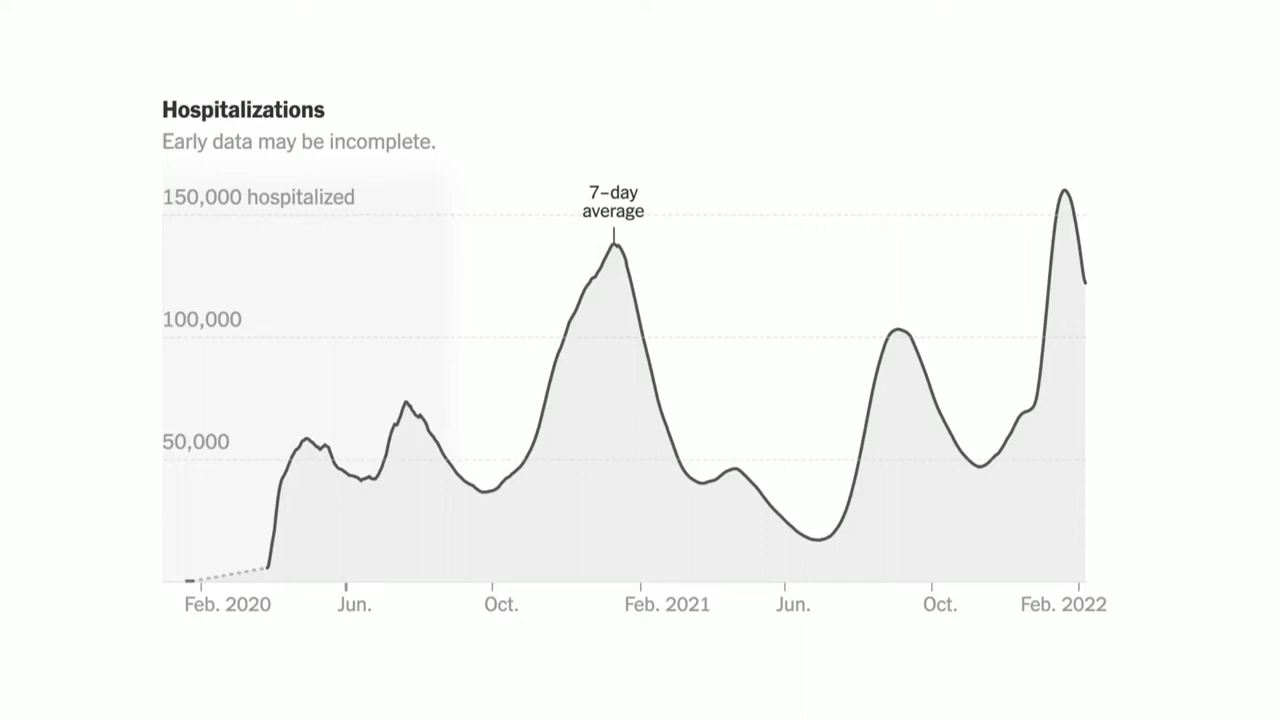 Hospitalizations
Early data may be incomplete.
150,000 hospitalized
7–day
average
100,000
50,000
Feb. 2020
Jun.
Oct.
Feb. 2021
Jun.
Oct.
Feb. 2022